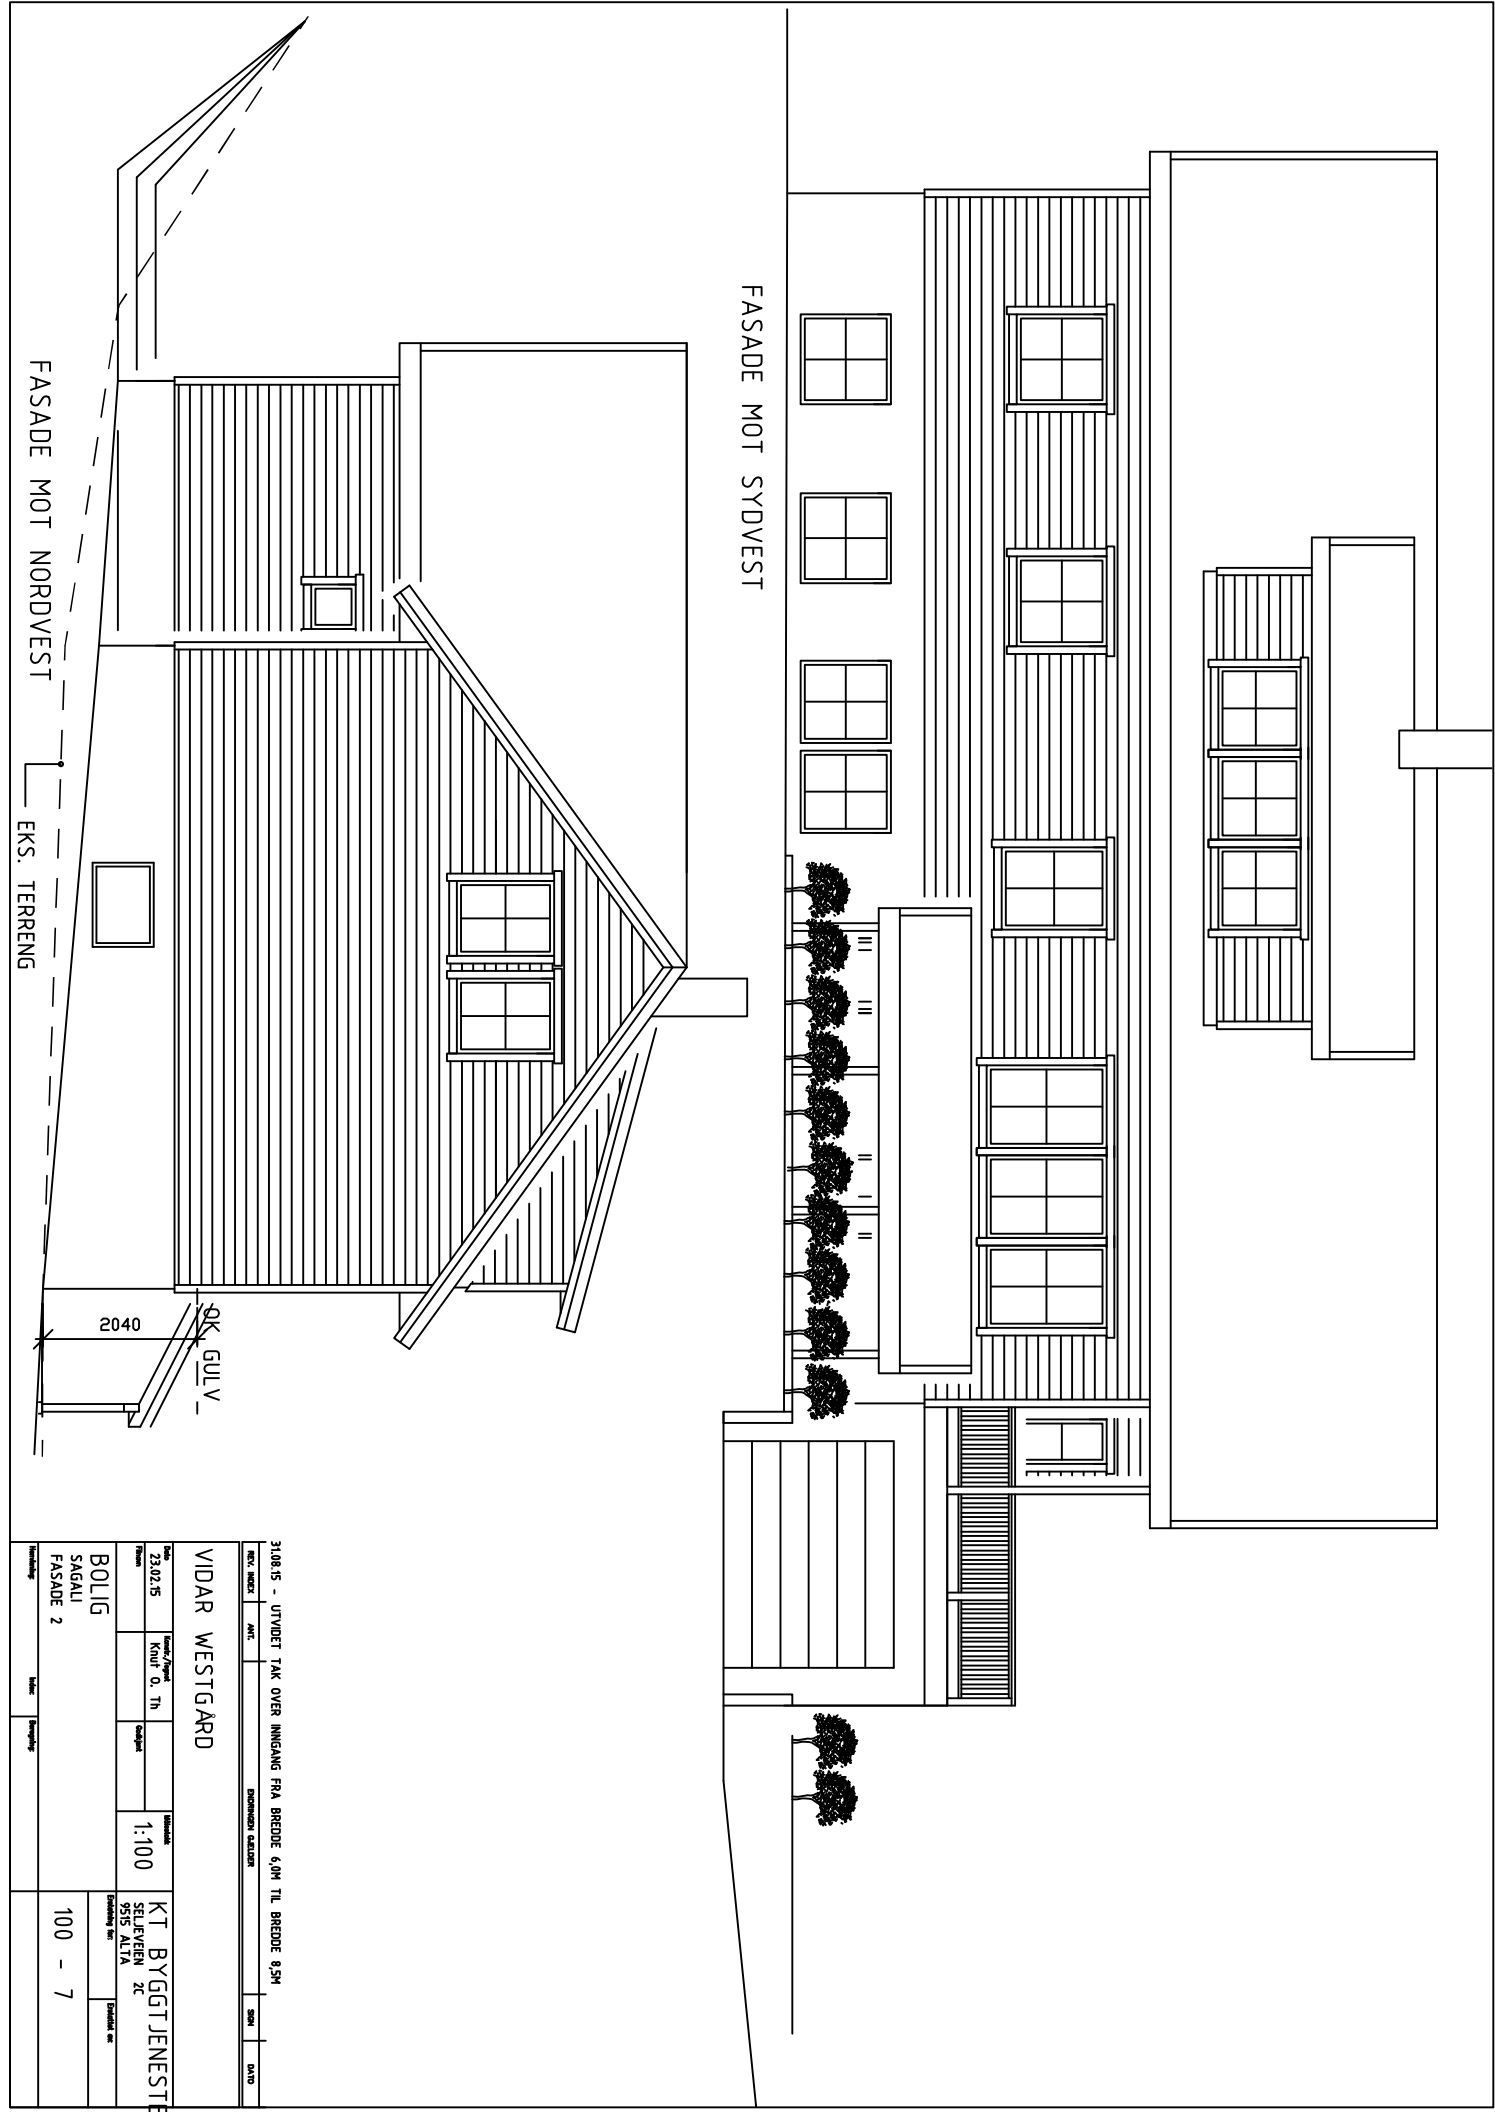 FASADE MOT SYDVEST
FASADE MOT NORDVEST
EKS. TERRENG
OK GULV
2040
31.08.15 - UTVIDET TAK OVER INNGANG FRA BREDDE 6,0M TIL BREDDE 8,5M
REV. INDEX ANT. ENDRINGEN GJELDER SIGN DATO
VIDAR WESTGÅRD
Dato Konstr./Tegnet Godkjent Målestokk
23.02.15 Knut O. Th 1:100
KT BYGGTJENESTE
SELJEVEIEN 2C
9515 ALTA
BOLIG
SAGALI
FASADE 2
Erstatning for: Erstattet av:
100 - 7
Henvisning: Index: Beregning: